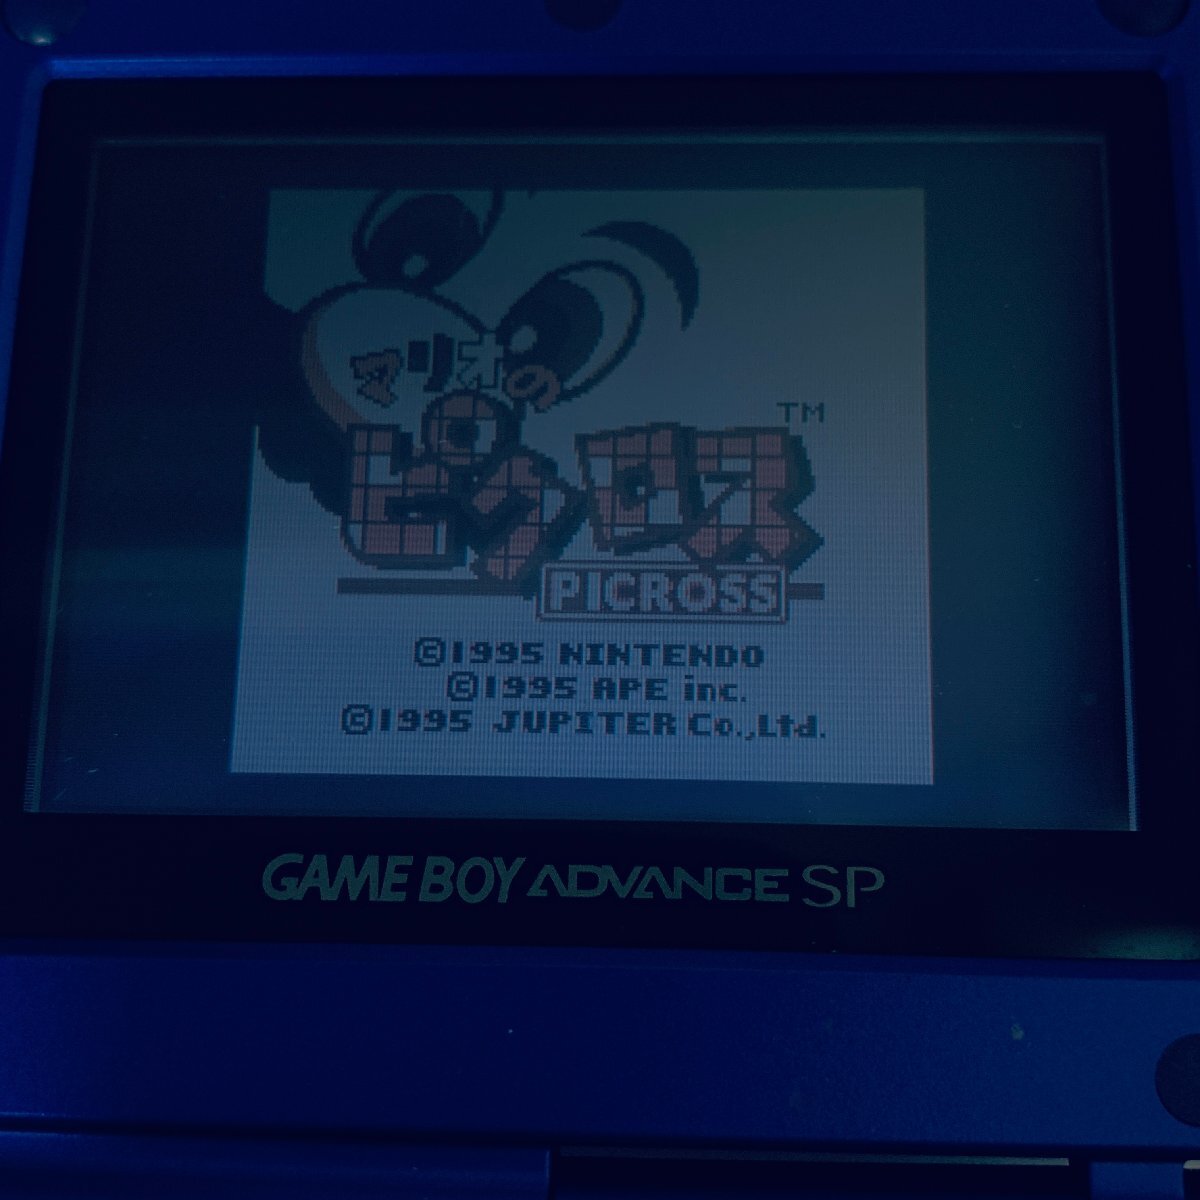 マリオの
ピクロス
TM
PICROSS
©1995 NINTENDO
©1995 APE inc.
©1995 JUPITER Co.,Ltd.
GAME BOY ADVANCE SP